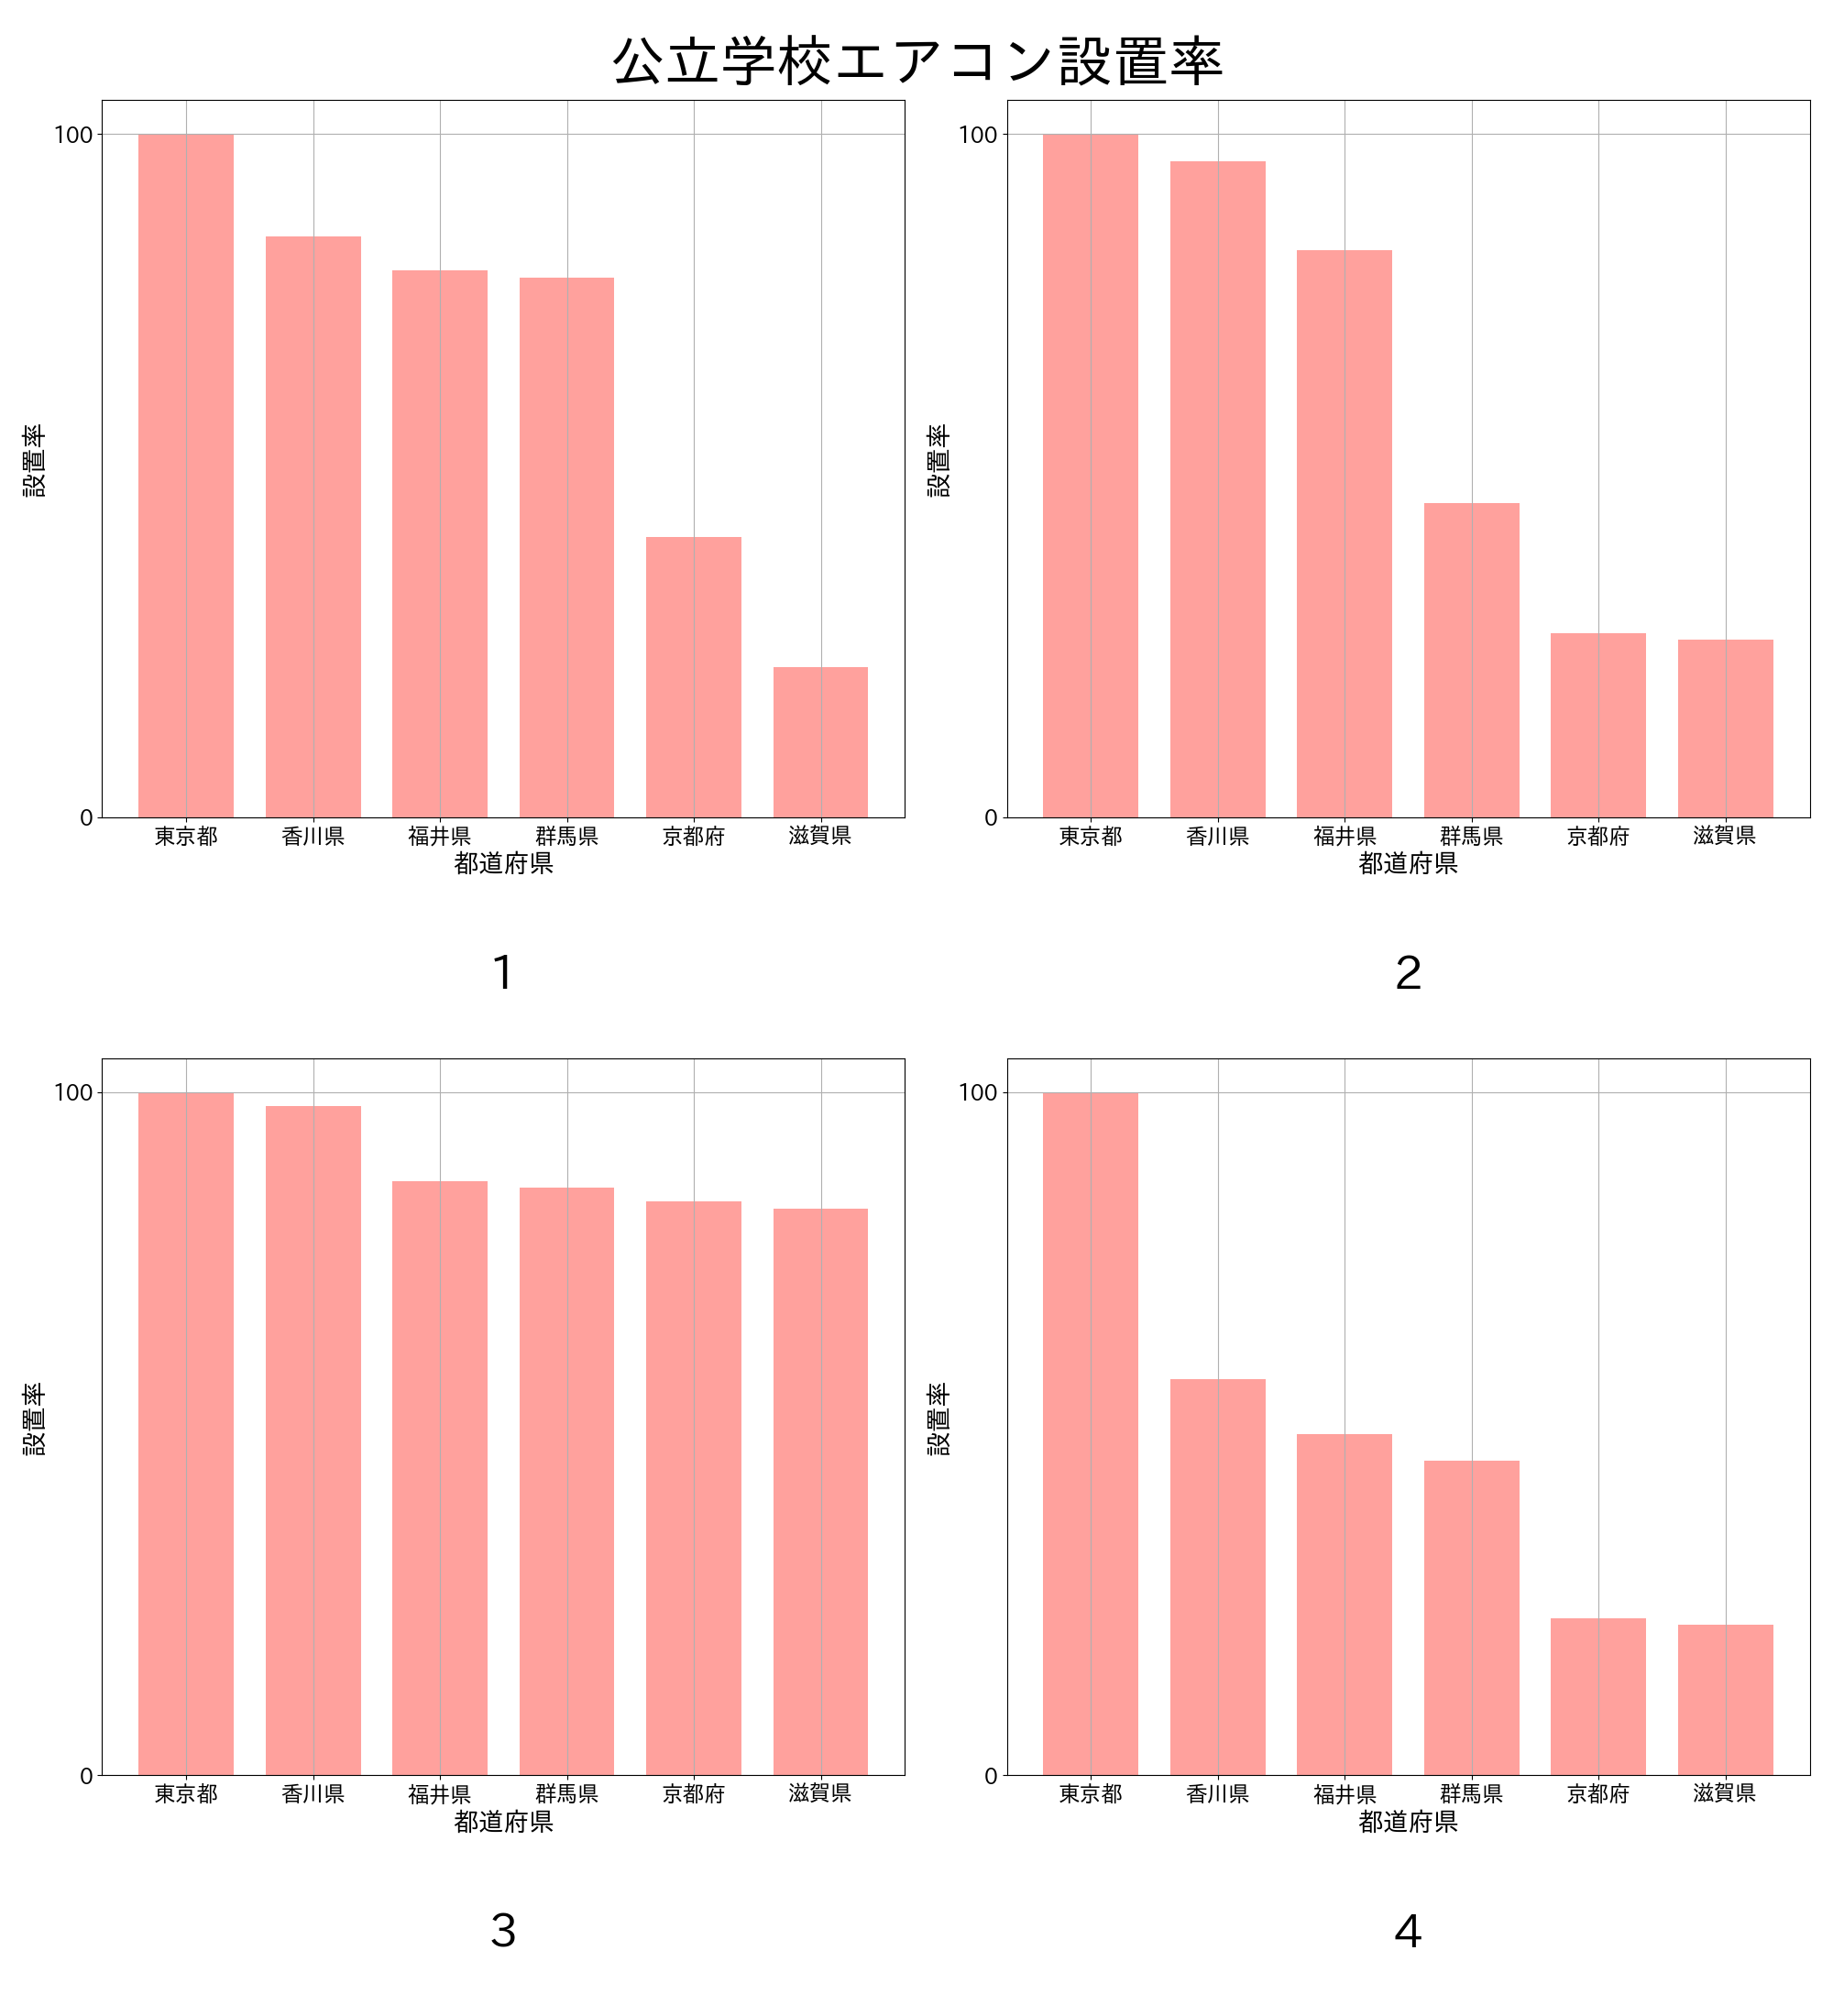 公立学校エアコン設置率
100
0
設置率
東京都 香川県 福井県 群馬県 京都府 滋賀県
都道府県
1
100
0
設置率
東京都 香川県 福井県 群馬県 京都府 滋賀県
都道府県
2
100
0
設置率
東京都 香川県 福井県 群馬県 京都府 滋賀県
都道府県
3
100
0
設置率
東京都 香川県 福井県 群馬県 京都府 滋賀県
都道府県
4